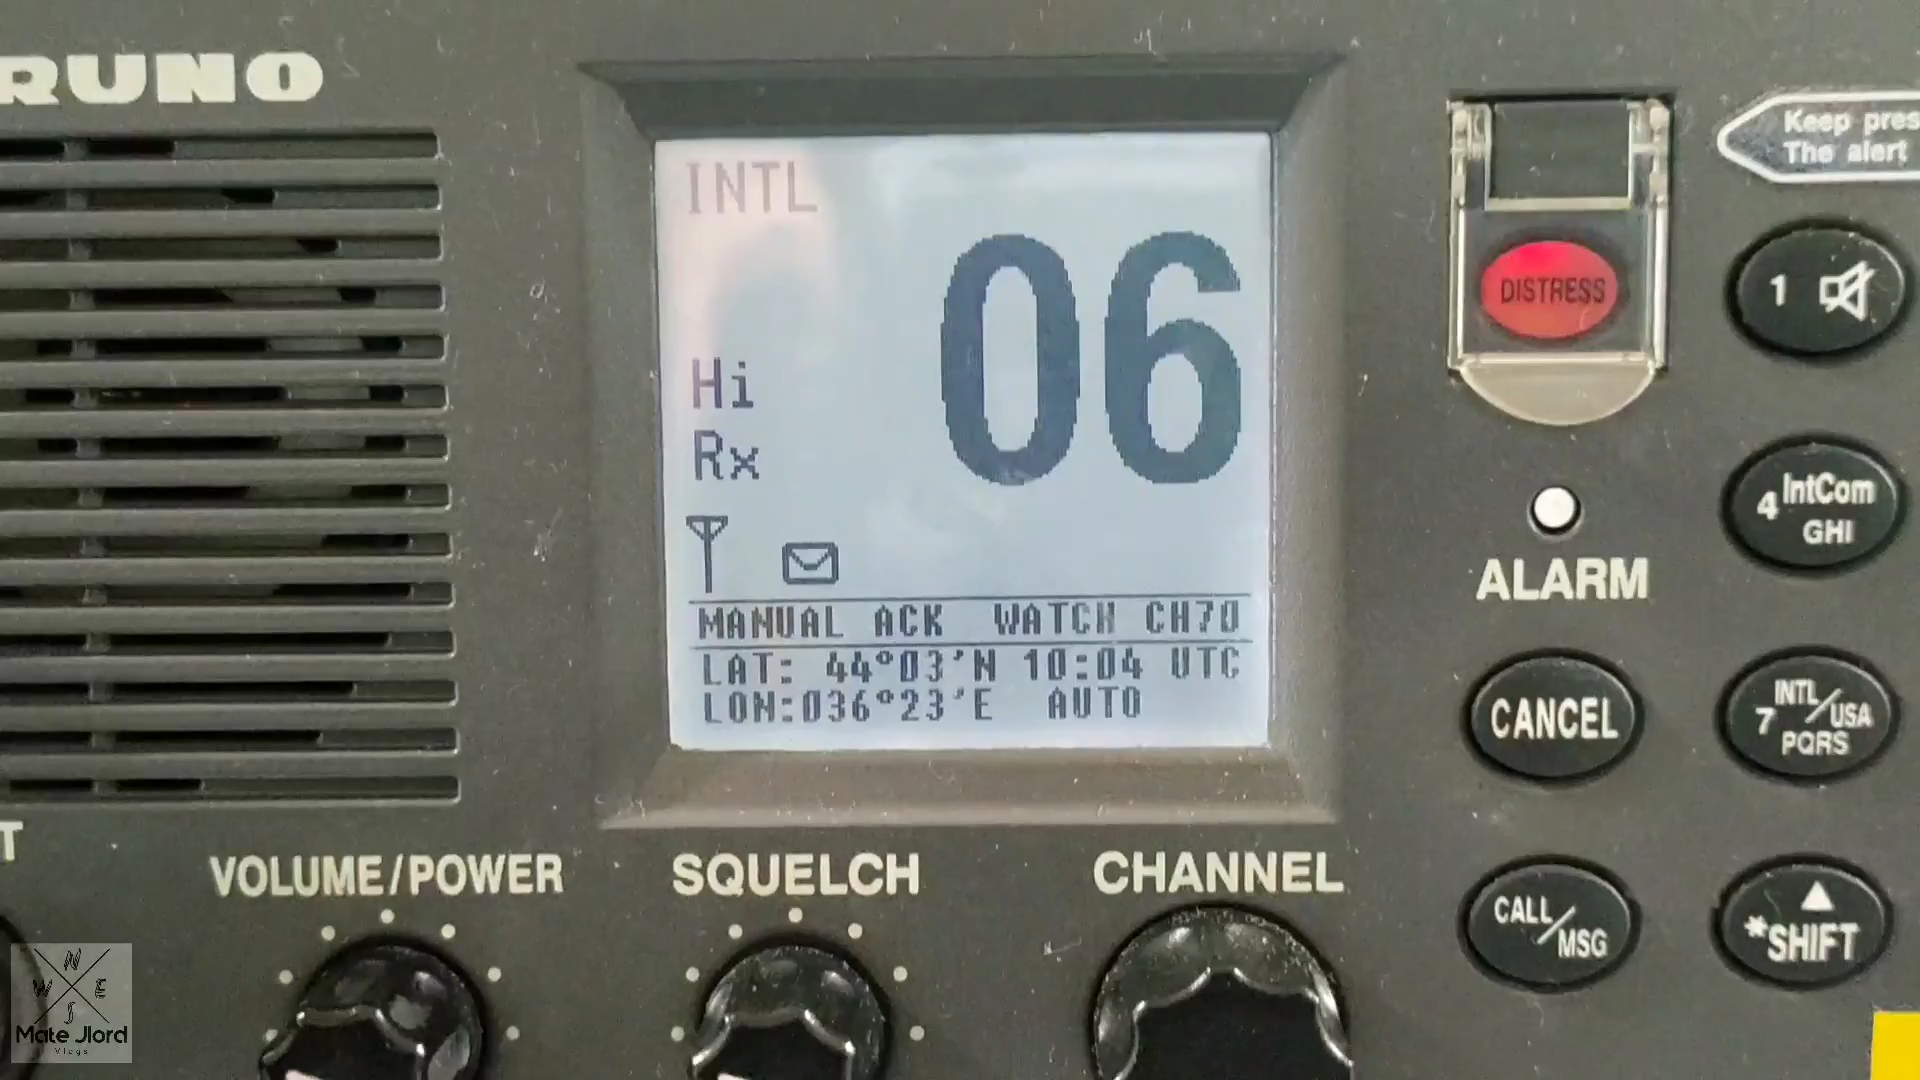 RUNO
INTL
06
Hi
Rx
MANUAL ACK WATCH CH70
LAT: 44°03'N 10:04 UTC
LON:036°23'E AUTO
DISTRESS
Keep pres
The alert
1
4 IntCom
GHI
ALARM
CANCEL
7 INTL/USA
PQRS
CALL/MSG
*SHIFT
T
VOLUME/POWER
SQUELCH
CHANNEL
N
W E
S
Mate Jlord
Vlogs